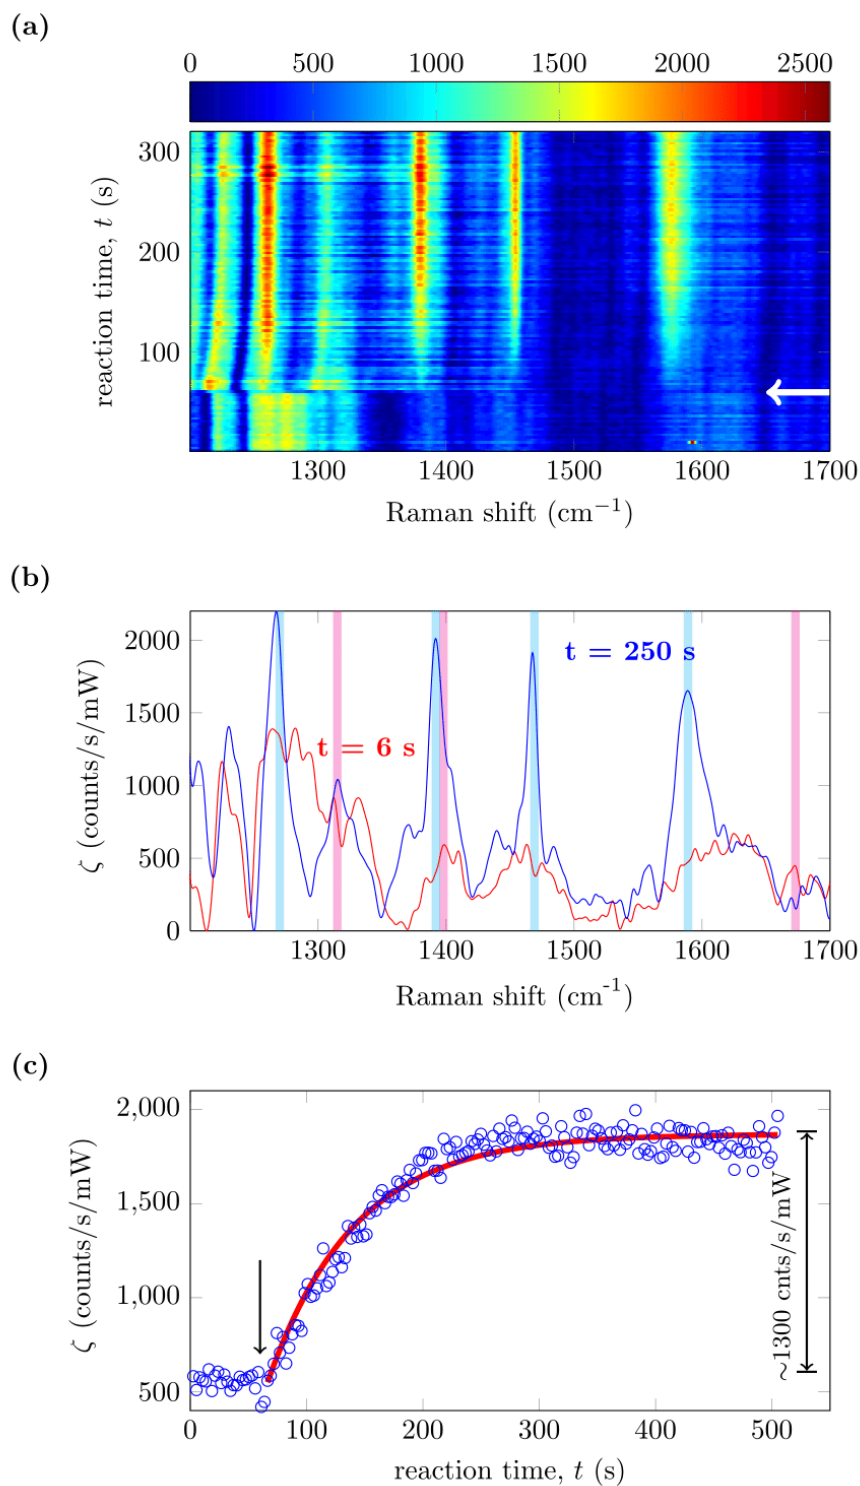 (a)
0 500 1000 1500 2000 2500
300
200
100
reaction time, t (s)
1300 1400 1500 1600 1700
Raman shift (cm⁻¹)
(b)
2000
1500
1000
500
0
ζ (counts/s/mW)
t = 250 s
t = 6 s
1300 1400 1500 1600 1700
Raman shift (cm⁻¹)
(c)
2,000
1,500
1,000
500
ζ (counts/s/mW)
~1300 cnts/s/mW
0 100 200 300 400 500
reaction time, t (s)